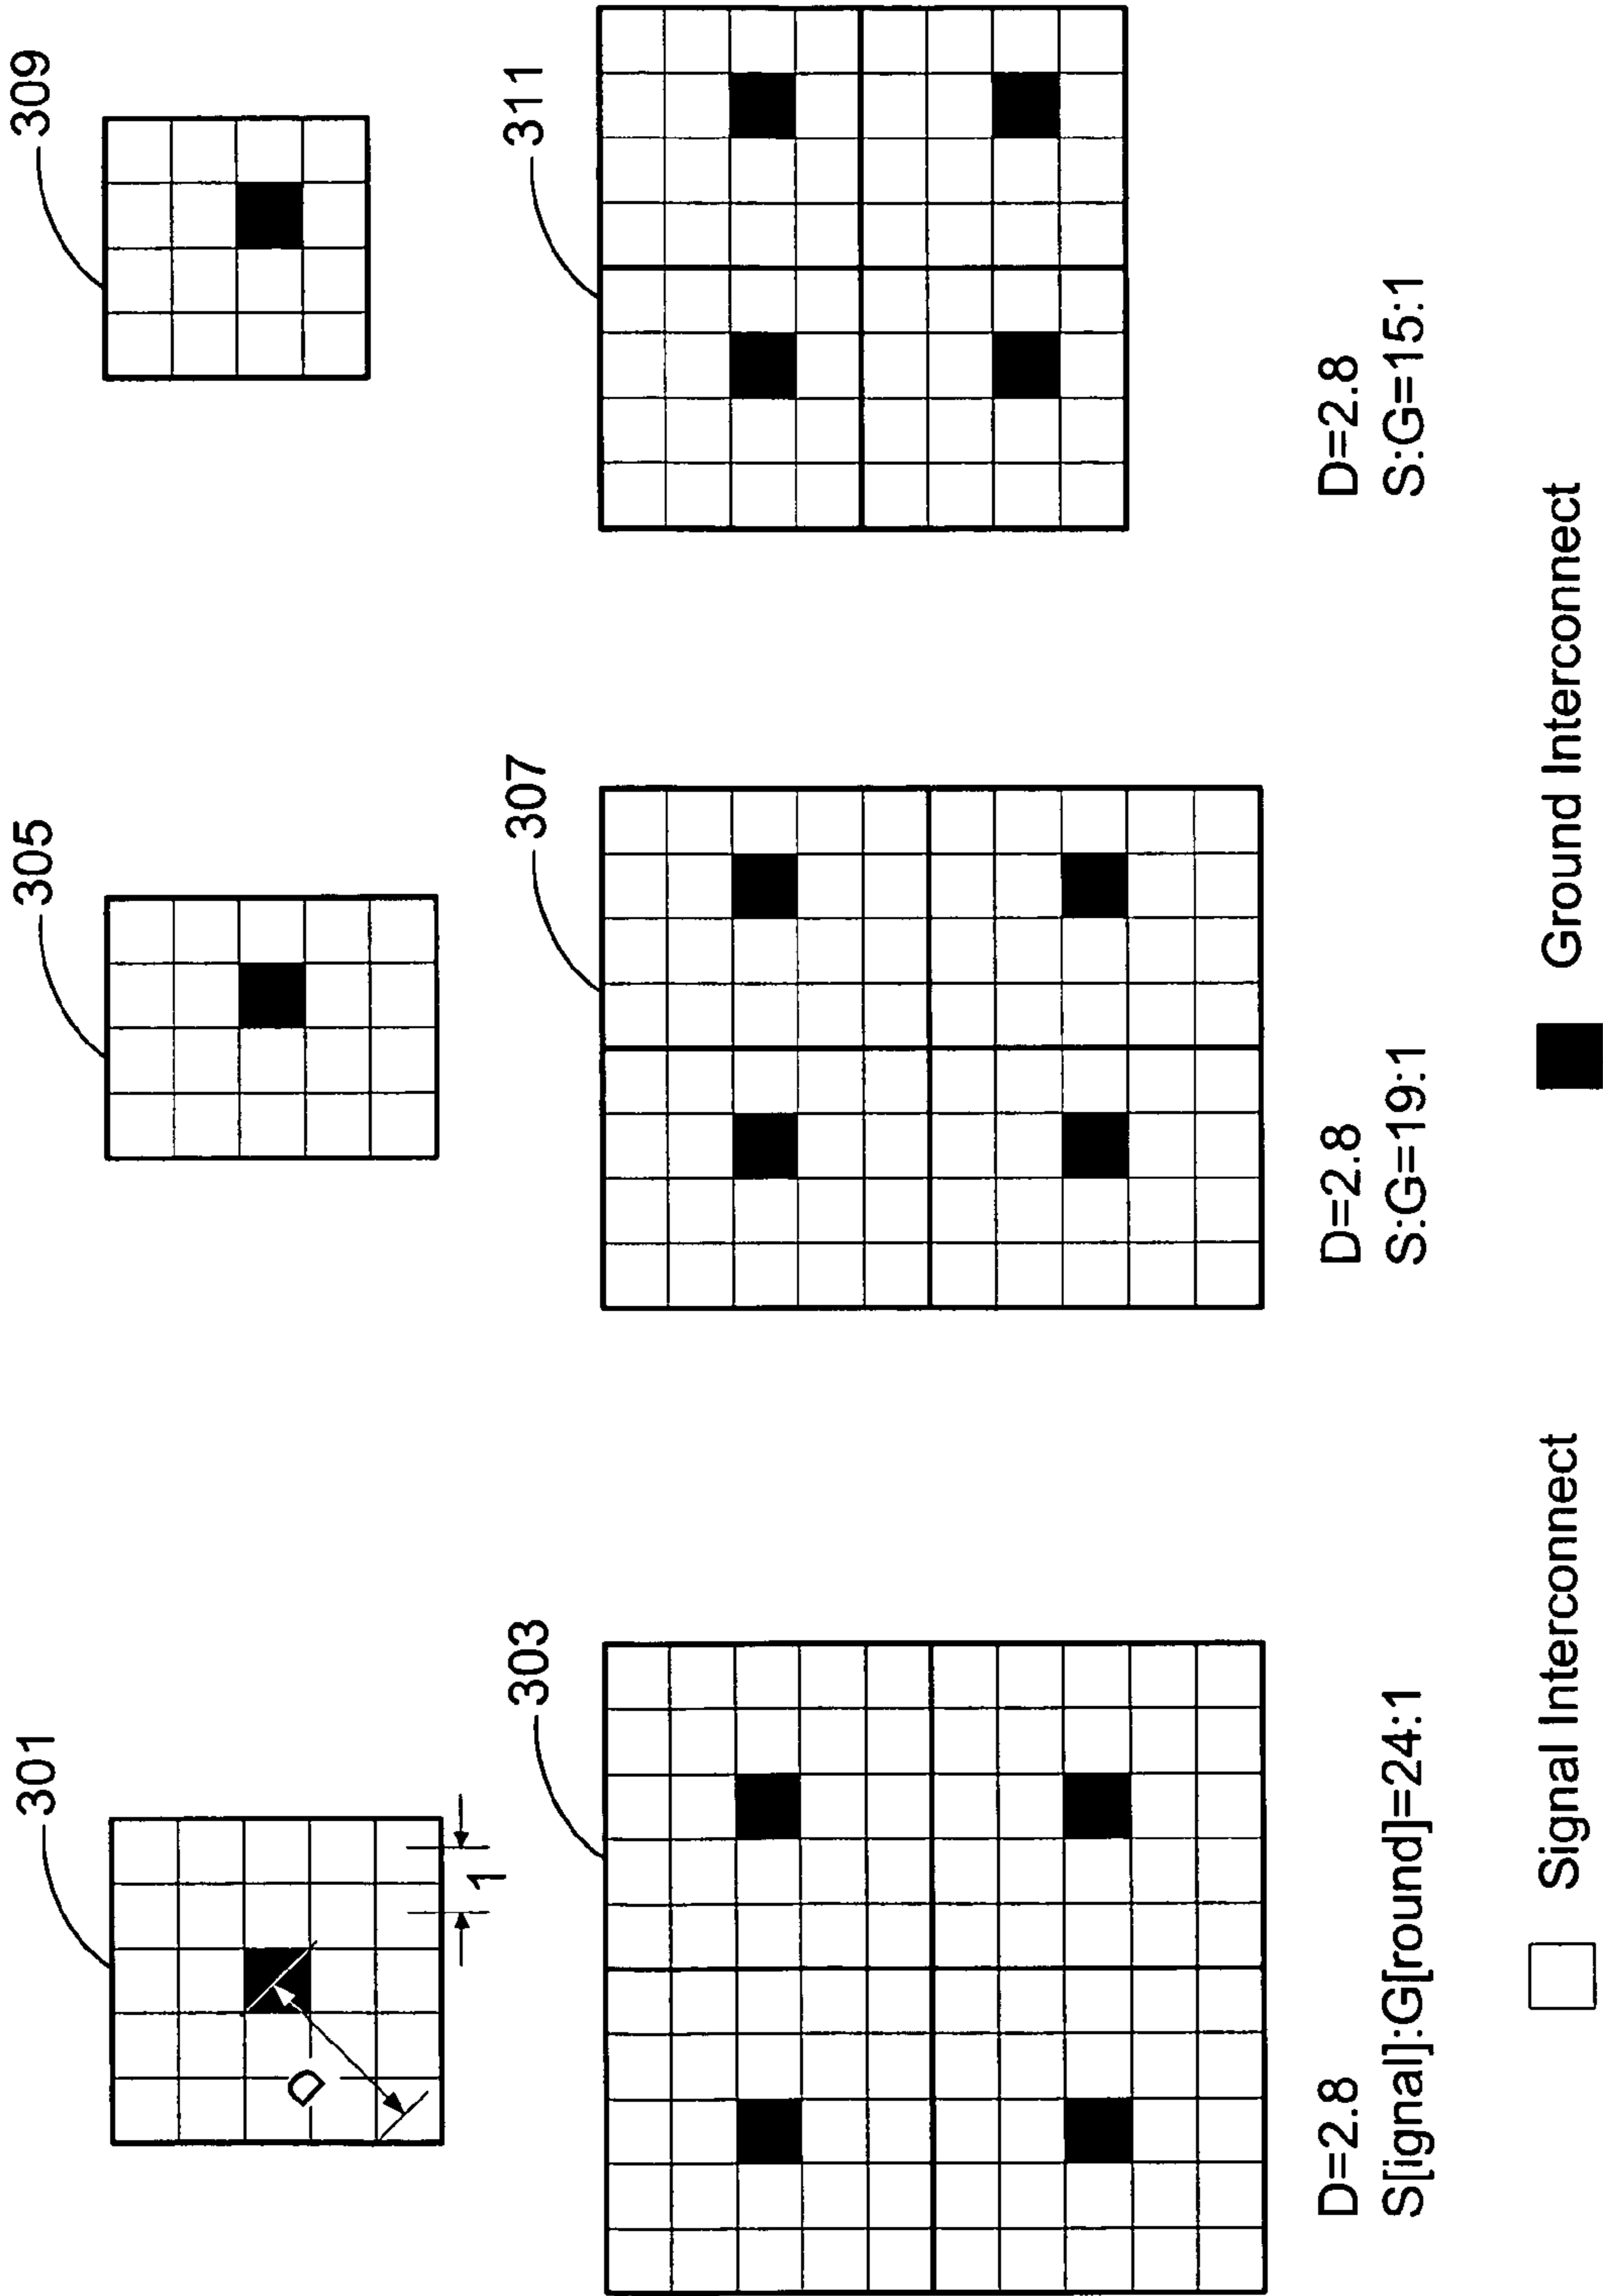 301
D
1
303
D=2.8
S[ignal]:G[round]=24:1
305
307
D=2.8
S:G=19:1
309
311
D=2.8
S:G=15:1
Signal Interconnect
Ground Interconnect